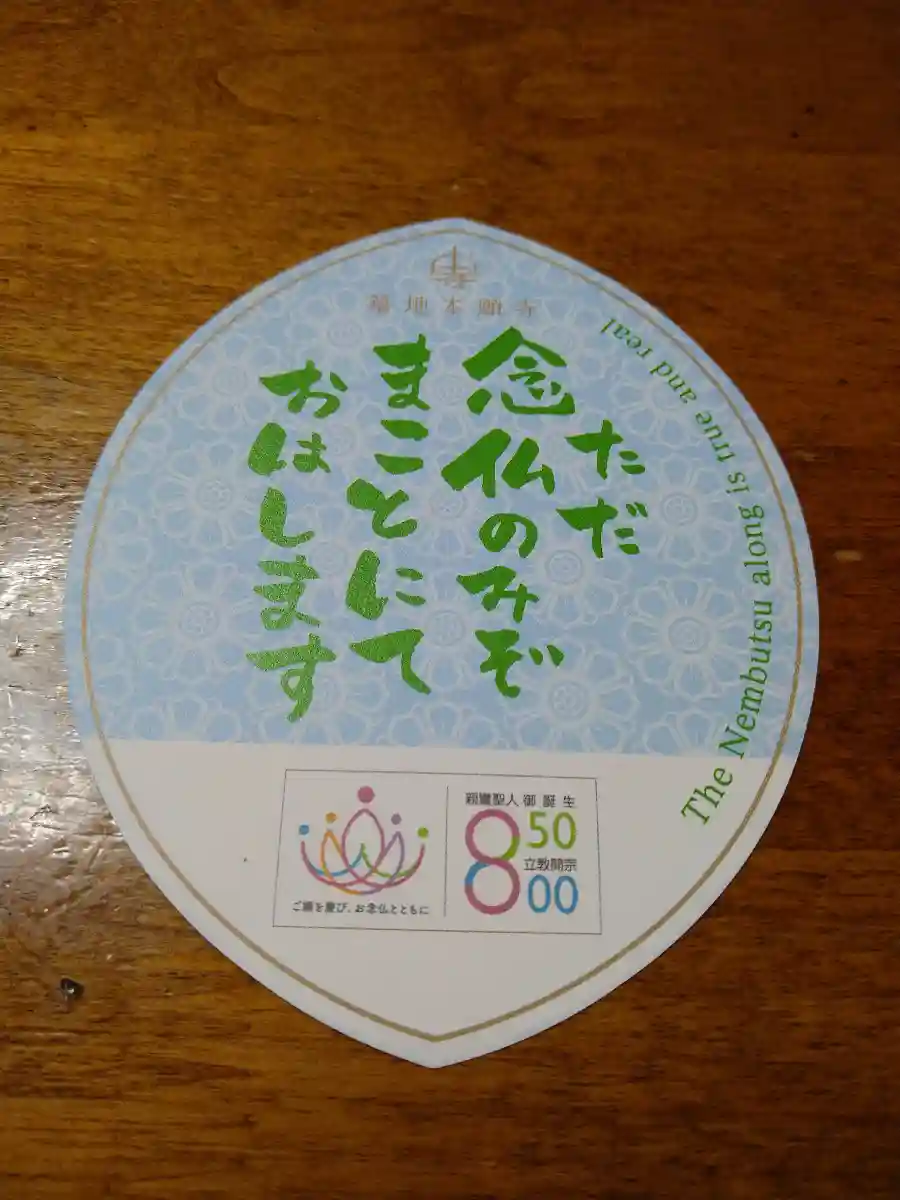 築地本願寺
ただ
念仏のみぞ
まことにて
おはします
The Nembutsu along is true and real
親鸞聖人御誕生
850
立教開宗
800
ご縁を慶び、お念仏とともに